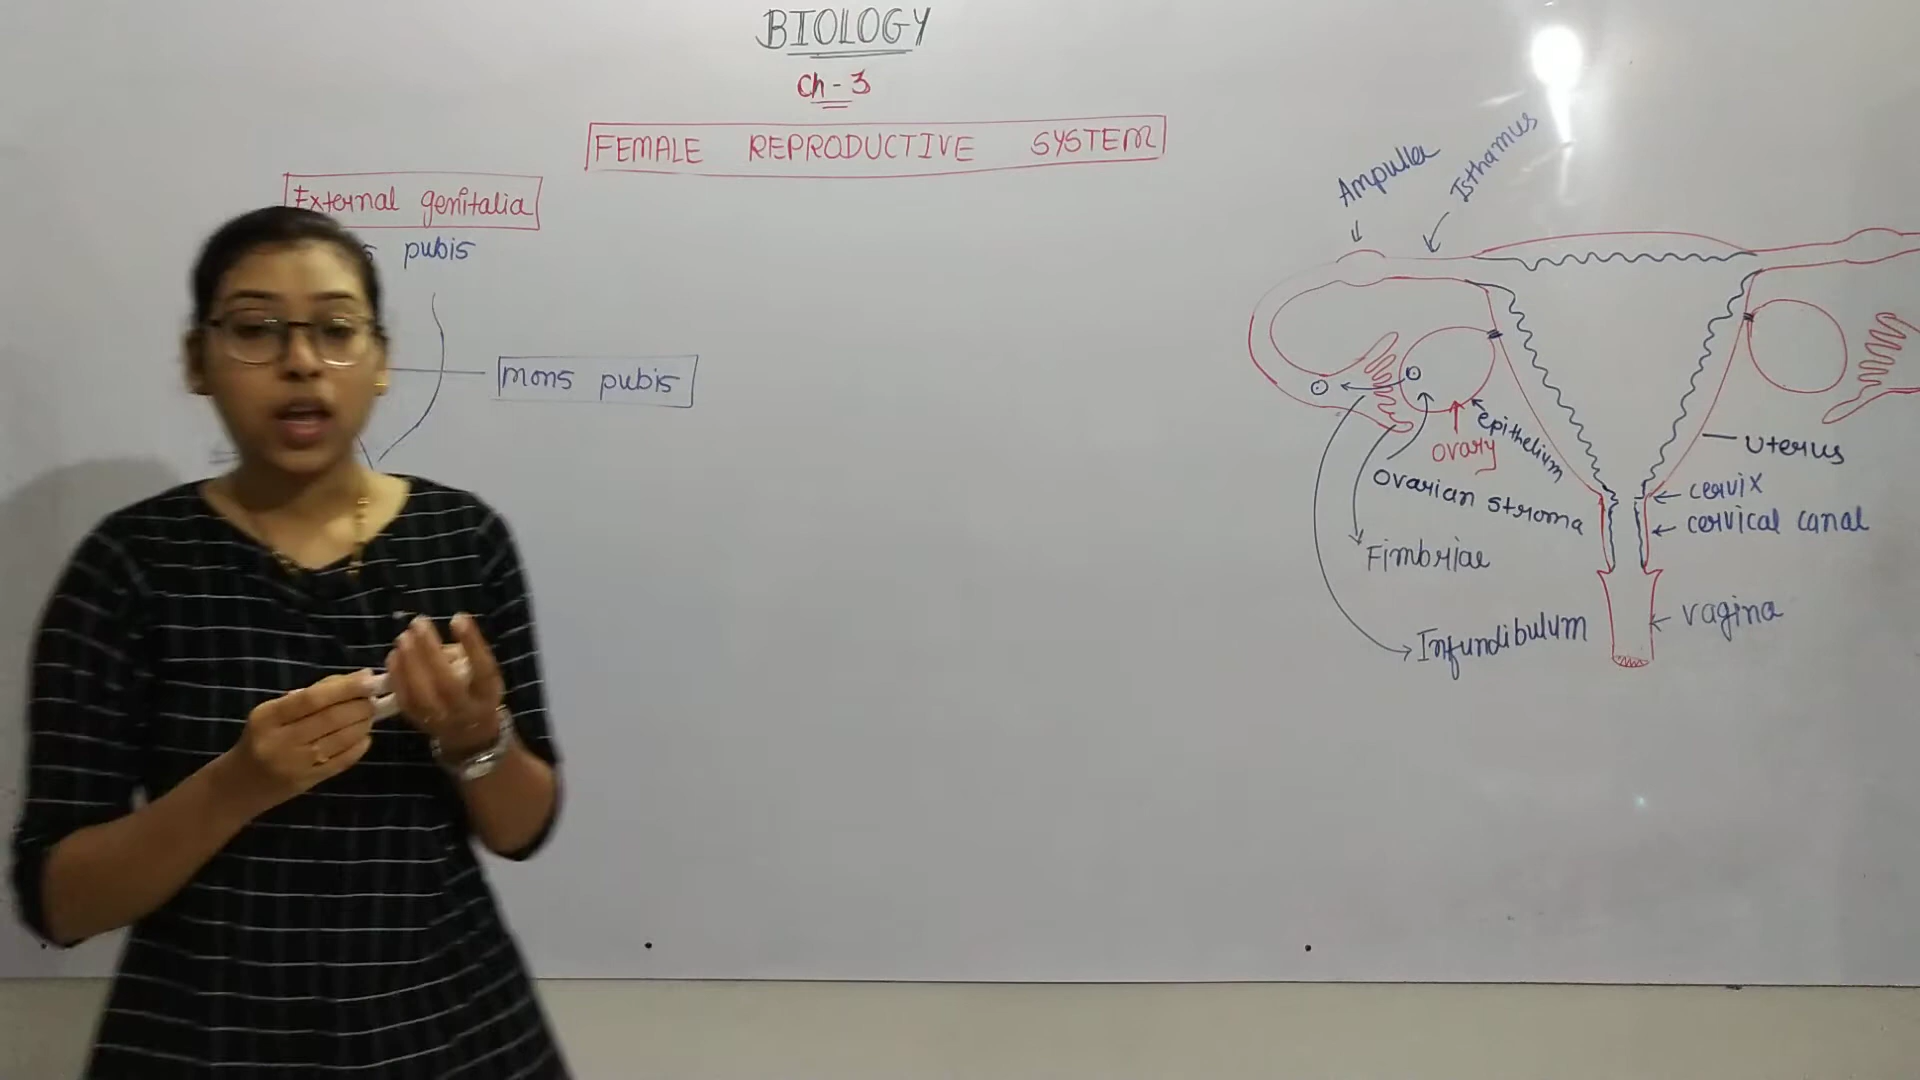 BIOLOGY
Ch - 3
FEMALE REPRODUCTIVE SYSTEM
External genitalia
pubis
mons pubis
Ampulla
Isthamus
epithelium
ovary
ovarian stroma
Fimbriae
Infundibulum
uterus
cervix
cervical canal
vagina